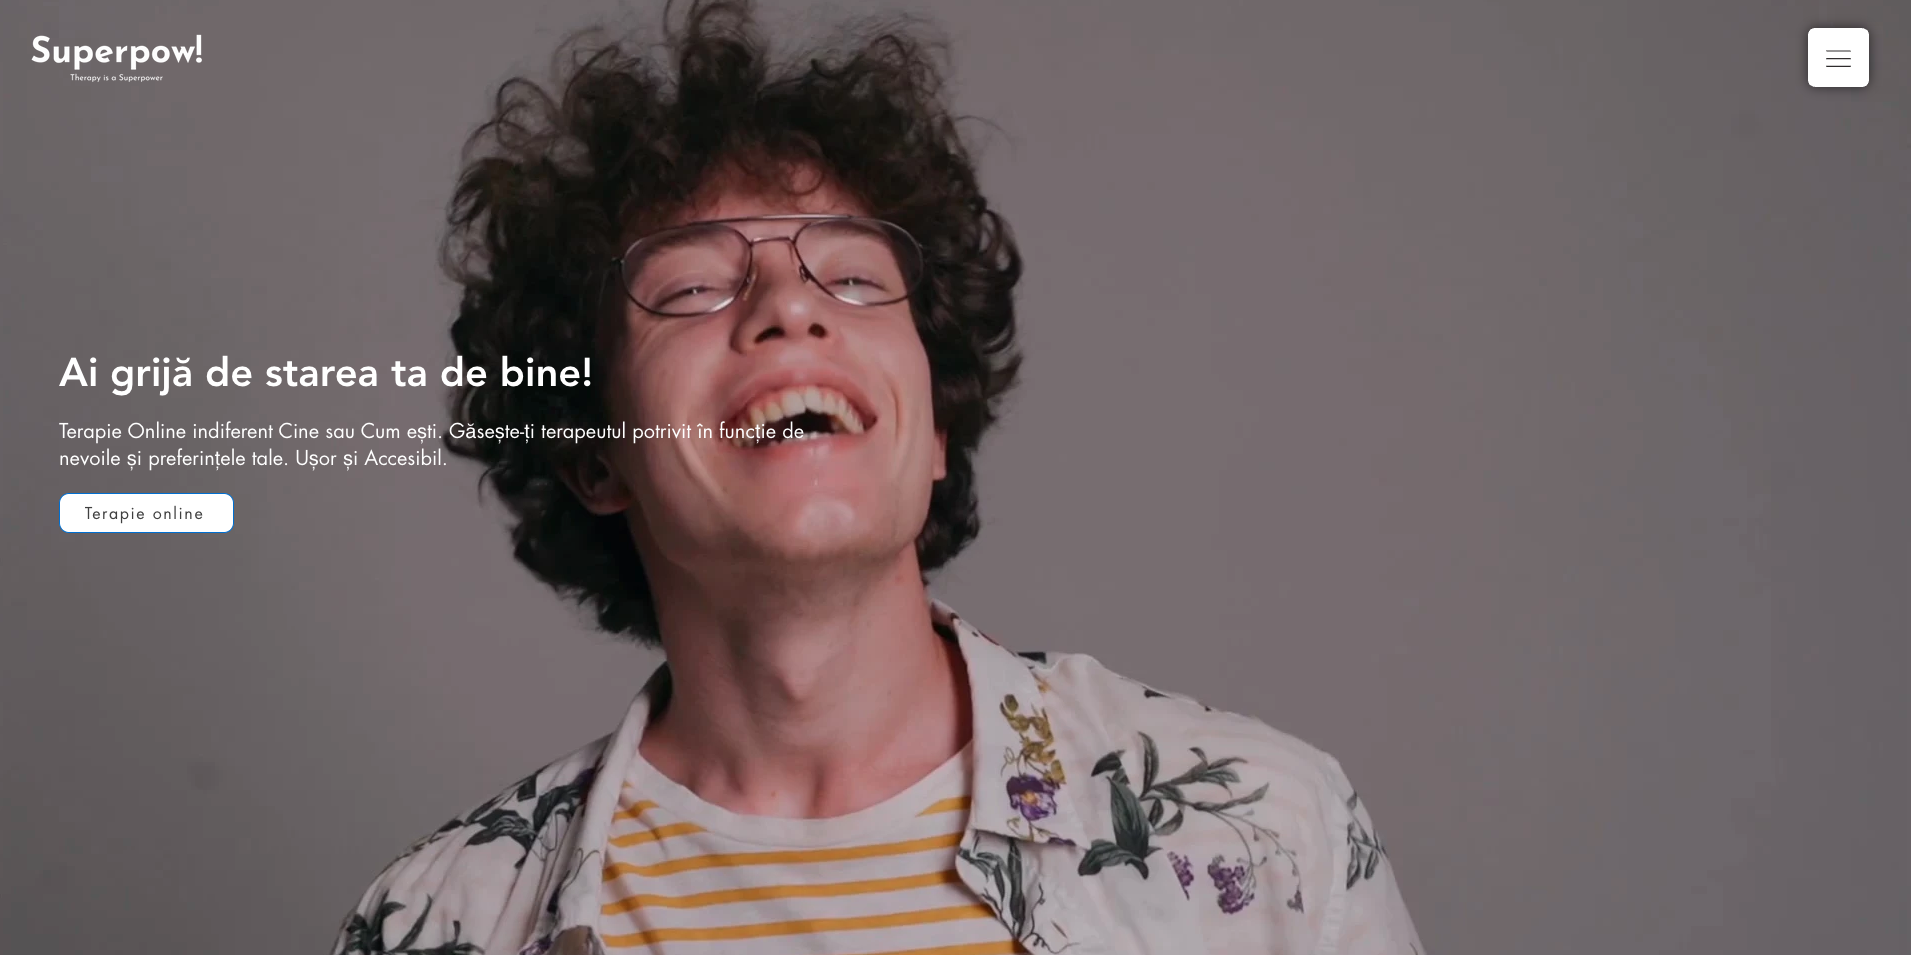 Superpow!
Therapy is a Superpower
Ai grijă de starea ta de bine!
Terapie Online indiferent Cine sau Cum ești. Găsește-ți terapeutul potrivit în funcție de
nevoile și preferințele tale. Ușor și Accesibil.
Terapie online